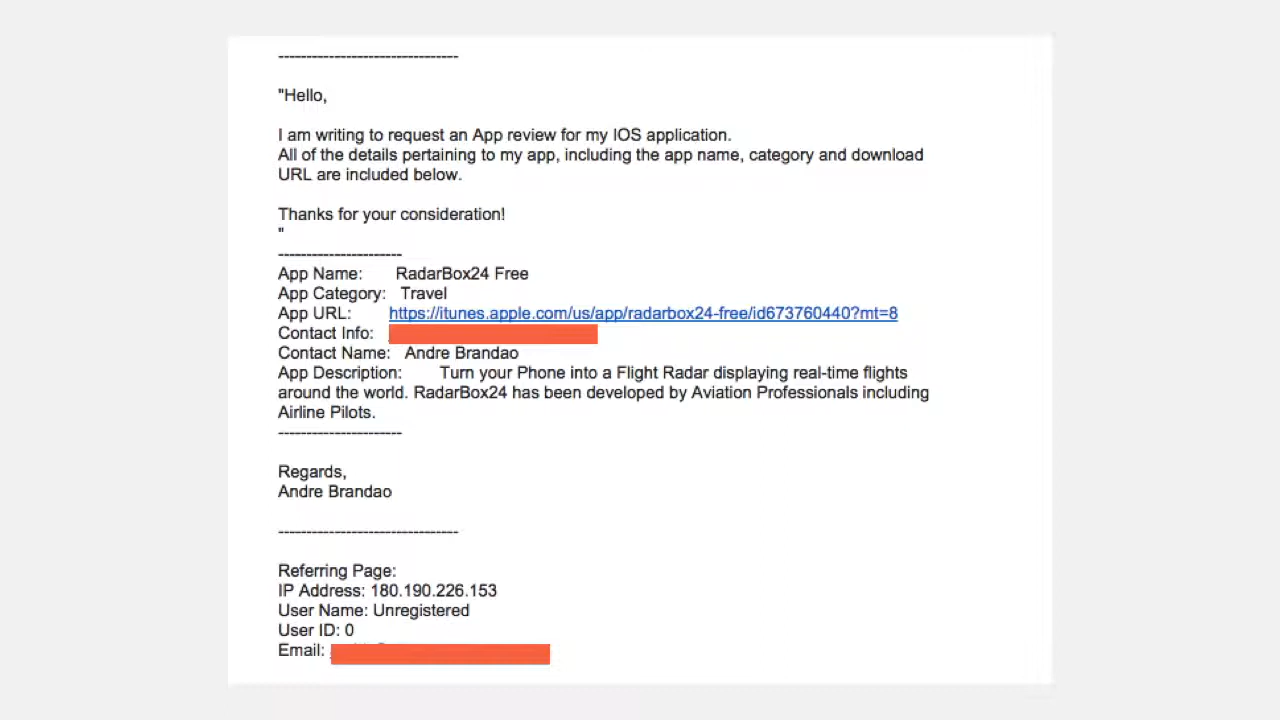 --------------------------------
"Hello,
I am writing to request an App review for my IOS application.
All of the details pertaining to my app, including the app name, category and download
URL are included below.
Thanks for your consideration!
"
----------------------
App Name: RadarBox24 Free
App Category: Travel
App URL: https://itunes.apple.com/us/app/radarbox24-free/id673760440?mt=8
Contact Info:
Contact Name: Andre Brandao
App Description: Turn your Phone into a Flight Radar displaying real-time flights
around the world. RadarBox24 has been developed by Aviation Professionals including
Airline Pilots.
----------------------
Regards,
Andre Brandao
--------------------------------
Referring Page:
IP Address: 180.190.226.153
User Name: Unregistered
User ID: 0
Email: